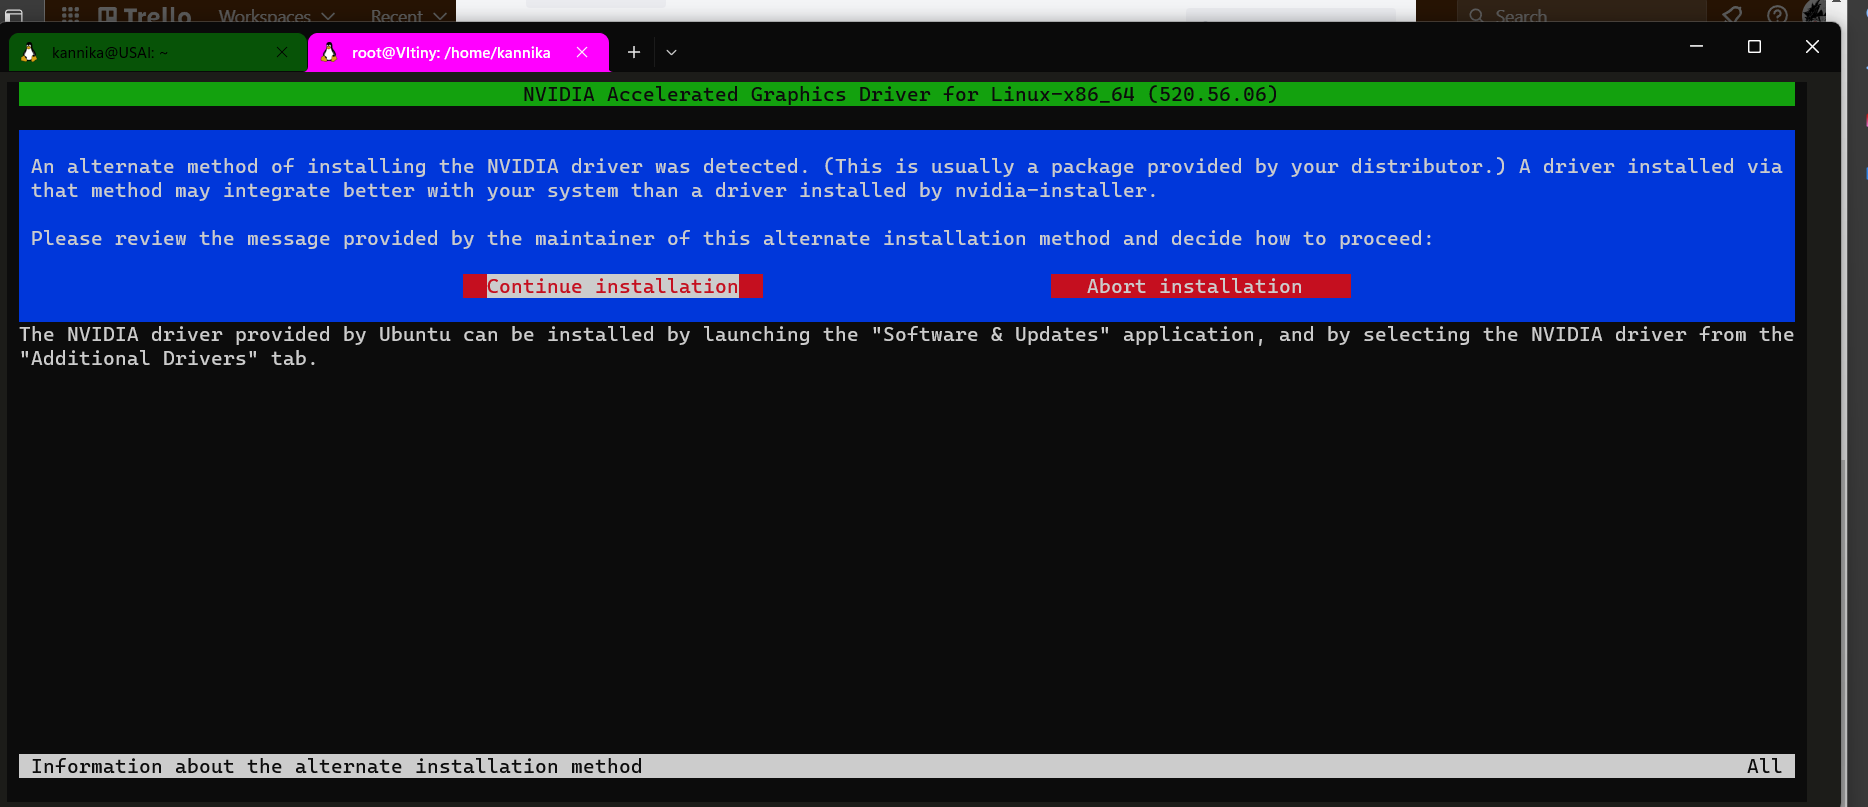 Trello Workspaces Recent Search
kannika@USAI: ~ root@VItiny: /home/kannika
NVIDIA Accelerated Graphics Driver for Linux-x86_64 (520.56.06)
An alternate method of installing the NVIDIA driver was detected. (This is usually a package provided by your distributor.) A driver installed via
that method may integrate better with your system than a driver installed by nvidia-installer.
Please review the message provided by the maintainer of this alternate installation method and decide how to proceed:
Continue installation Abort installation
The NVIDIA driver provided by Ubuntu can be installed by launching the "Software & Updates" application, and by selecting the NVIDIA driver from the
"Additional Drivers" tab.
Information about the alternate installation method All